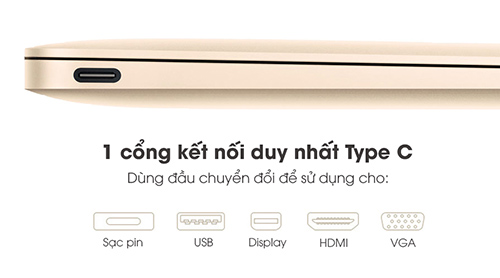 1 cổng kết nối duy nhất Type C
Dùng đầu chuyển đổi để sử dụng cho:
Sạc pin USB Display HDMI VGA